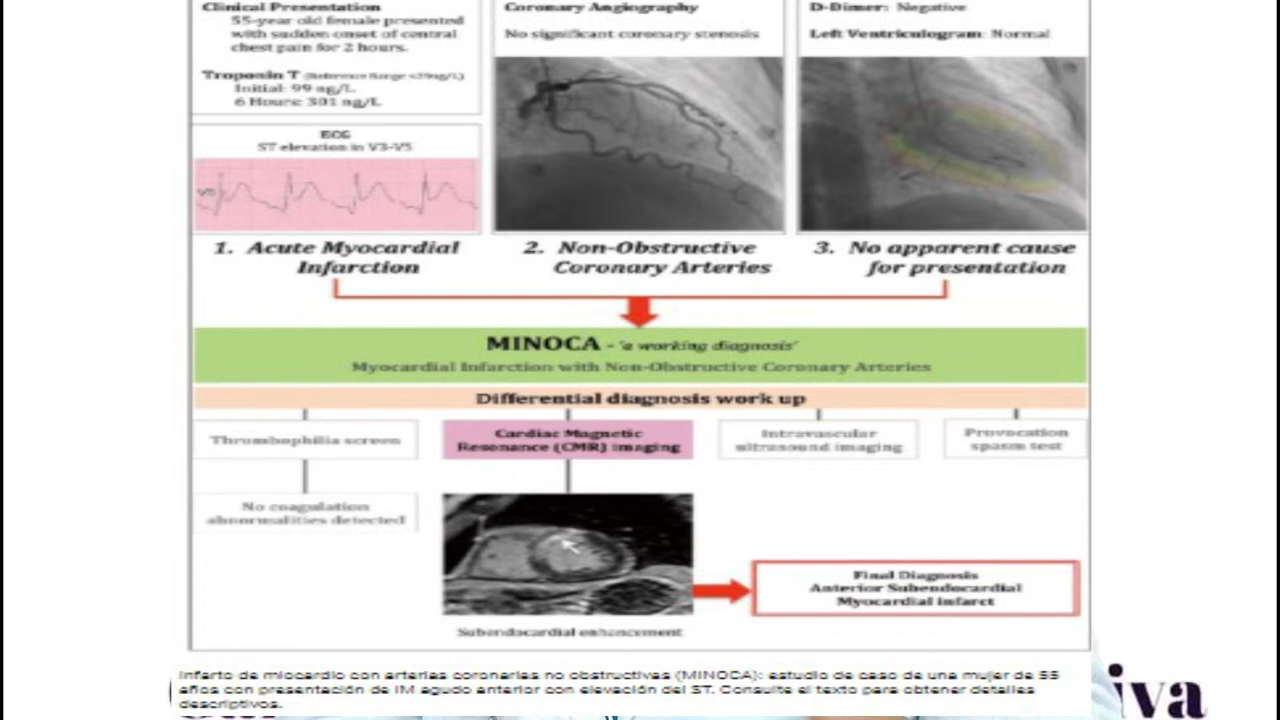 Clinical Presentation
55-year old female presented
with sudden onset of central
chest pain for 2 hours.
Troponin T (Reference Range <29ng/L)
Initial: 99 ng/L
6 Hours: 301 ng/L
ECG
ST elevation in V3-V5
V5
Coronary Angiography
No significant coronary stenosis
D-Dimer: Negative
Left Ventriculogram: Normal
1. Acute Myocardial
Infarction
2. Non-Obstructive
Coronary Arteries
3. No apparent cause
for presentation
MINOCA - 'a working diagnosis'
Myocardial Infarction with Non-Obstructive Coronary Arteries
Differential diagnosis work up
Thrombophilia screen
Cardiac Magnetic
Resonance (CMR) imaging
Intravascular
ultrasound imaging
Provocation
spasm test
No coagulation
abnormalities detected
Subendocardial enhancement
Final Diagnosis
Anterior Subendocardial
Myocardial infarct
Infarto de miocardio con arterias coronarias no obstructivas (MINOCA): estudio de caso de una mujer de 55
años con presentación de IM agudo anterior con elevación del ST. Consulte el texto para obtener detalles
descriptivos.
iva